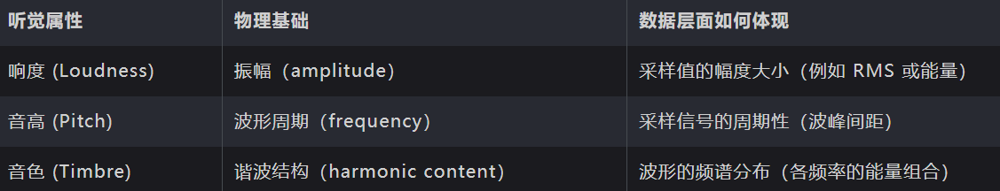 听觉属性 物理基础 数据层面如何体现
响度 (Loudness) 振幅（amplitude） 采样值的幅度大小（例如 RMS 或能量）
音高 (Pitch) 波形周期（frequency） 采样信号的周期性（波峰间距）
音色 (Timbre) 谐波结构（harmonic content） 波形的频谱分布（各频率的能量组合）